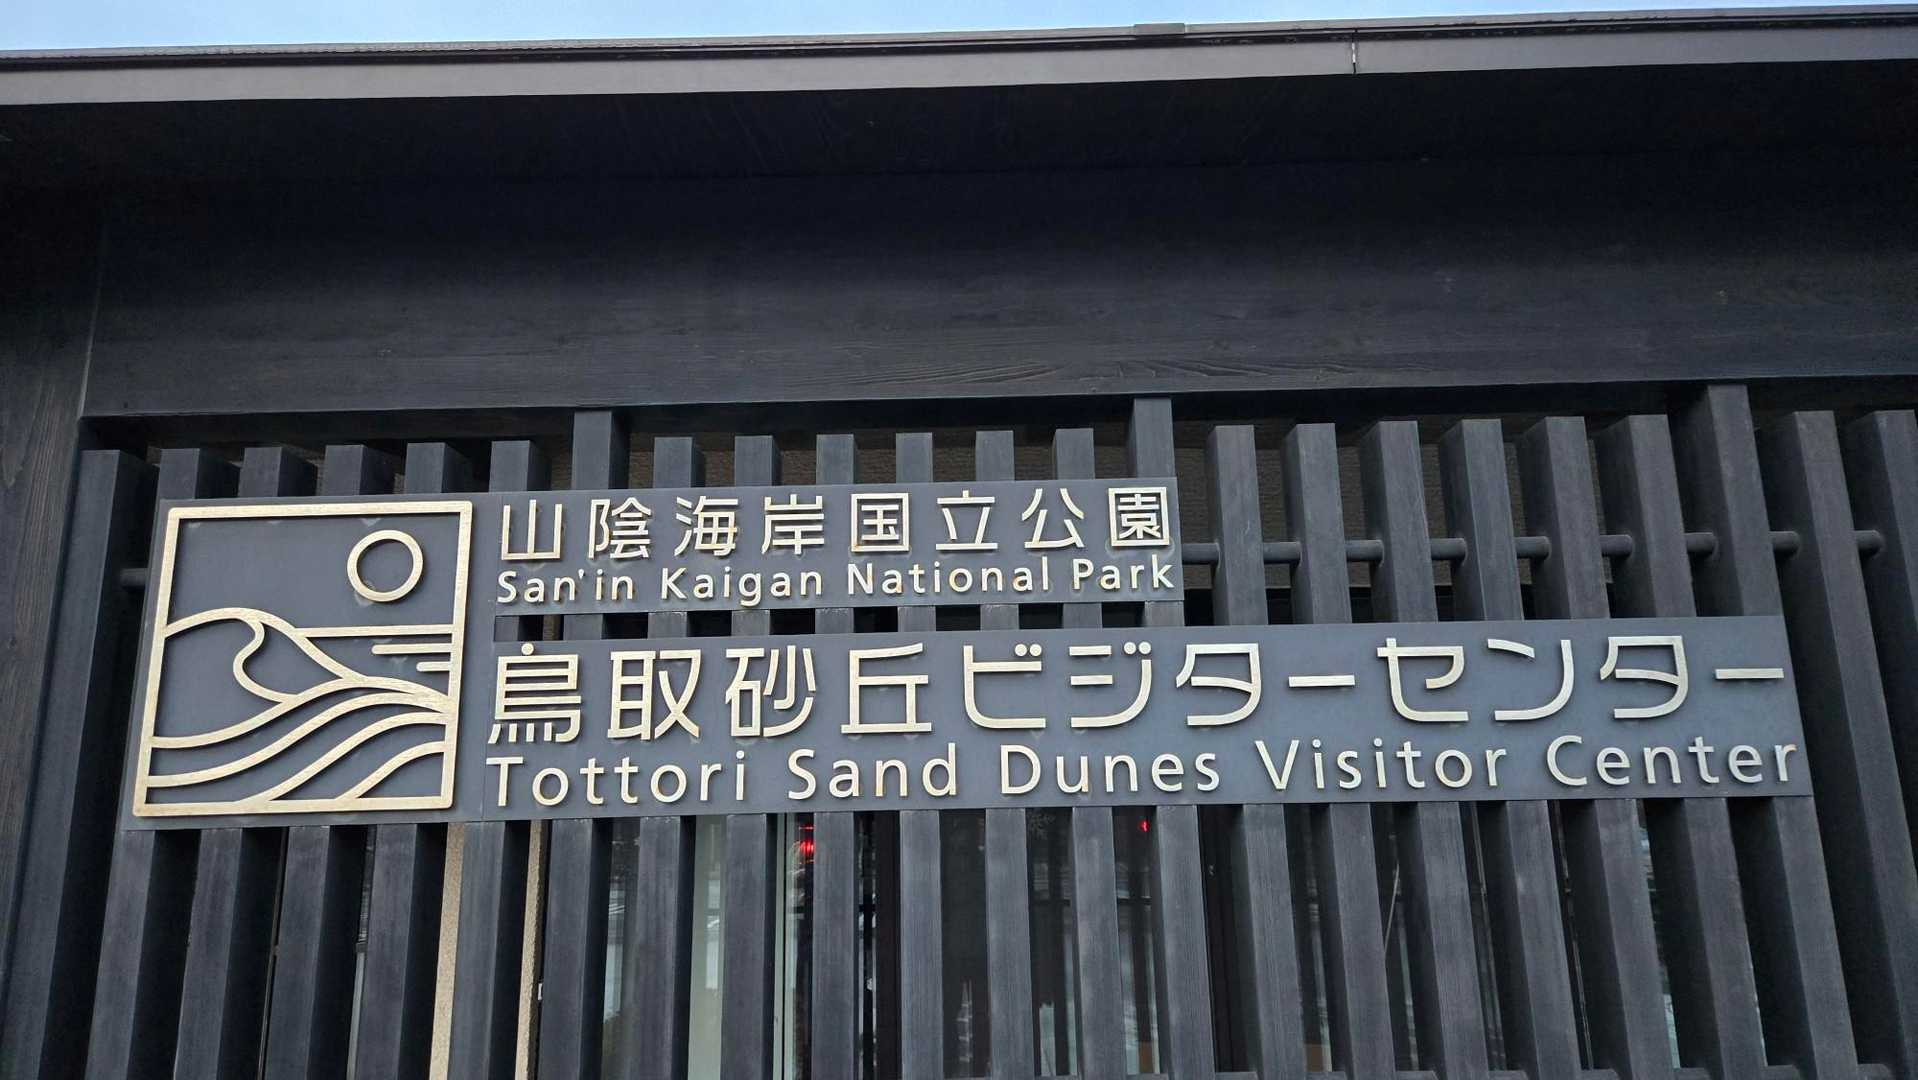 山陰海岸国立公園
San'in Kaigan National Park
鳥取砂丘ビジターセンター
Tottori Sand Dunes Visitor Center